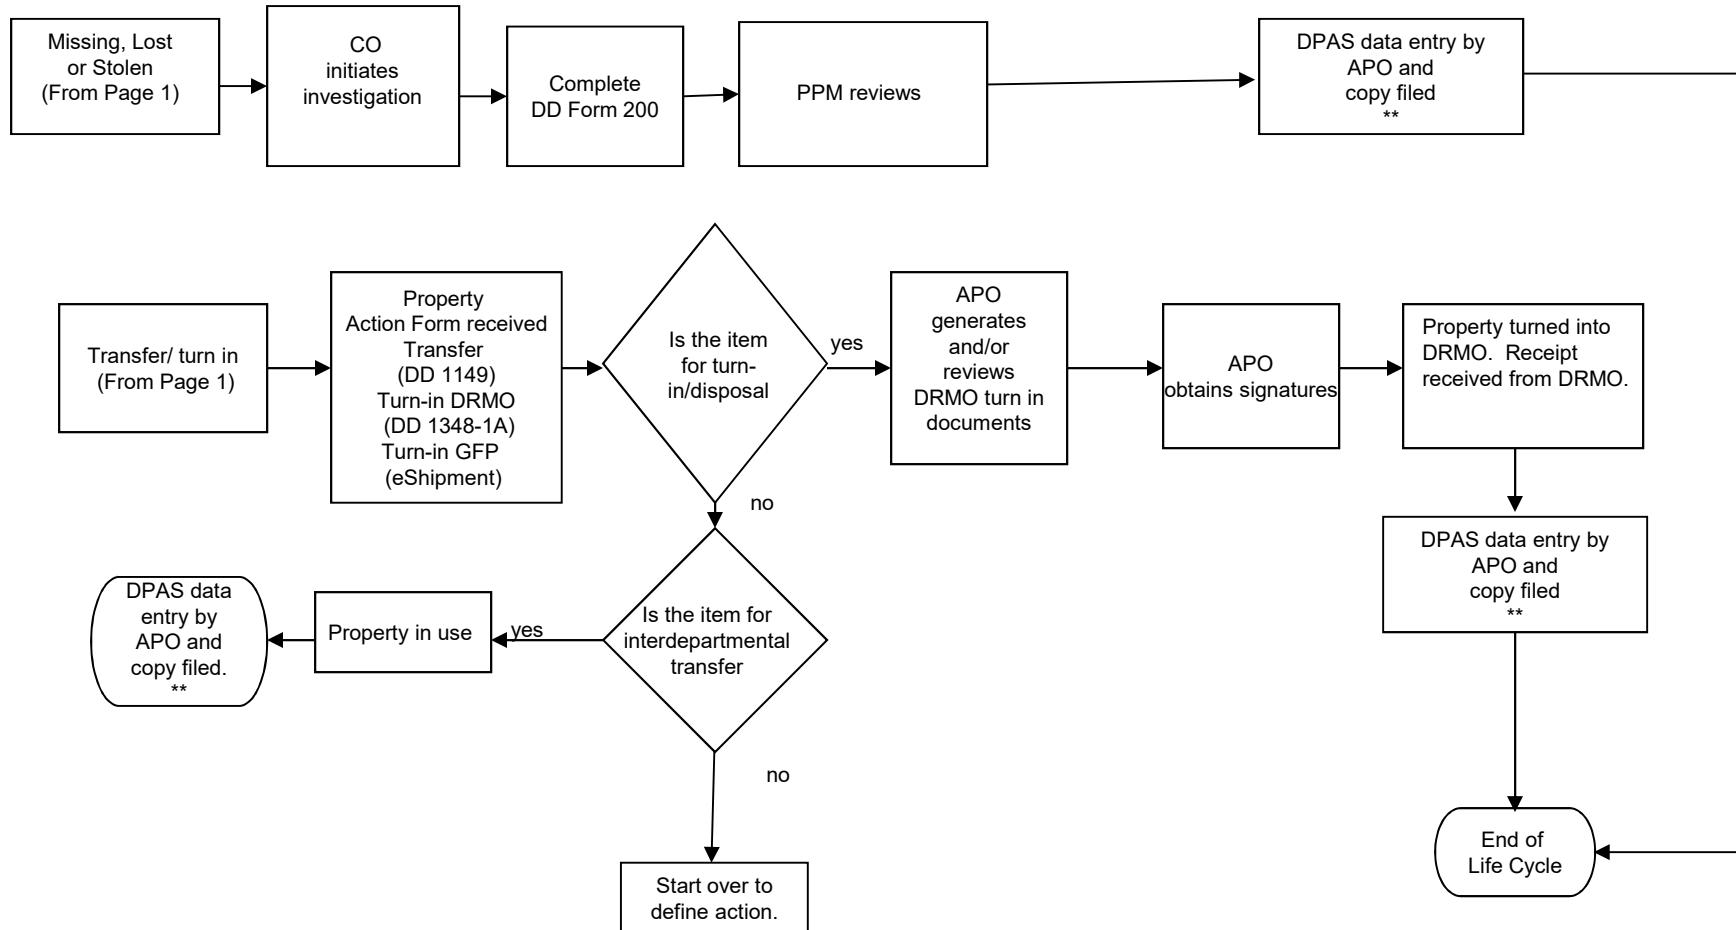 Missing, Lost
or Stolen
(From Page 1)
CO
initiates
investigation
Complete
DD Form 200
PPM reviews
DPAS data entry by
APO and
copy filed
**
Transfer/ turn in
(From Page 1)
Property
Action Form received
Transfer
(DD 1149)
Turn-in DRMO
(DD 1348-1A)
Turn-in GFP
(eShipment)
Is the item
for turn-
in/disposal
yes
APO
generates
and/or
reviews
DRMO turn in
documents
APO
obtains signatures
Property turned into
DRMO.  Receipt
received from DRMO.
no
DPAS data entry by
APO and
copy filed
**
DPAS data
entry by
APO and
copy filed.
**
Property in use
yes
Is the item for
interdepartmental
transfer
no
End of
Life Cycle
Start over to
define action.